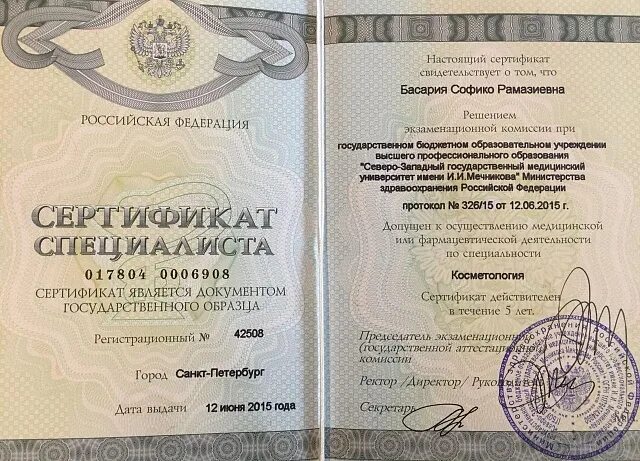 РОССИЙСКАЯ ФЕДЕРАЦИЯ
СЕРТИФИКАТ
СПЕЦИАЛИСТА
017804 0006908
СЕРТИФИКАТ ЯВЛЯЕТСЯ ДОКУМЕНТОМ
ГОСУДАРСТВЕННОГО ОБРАЗЦА
Регистрационный № 42508
Город Санкт-Петербург
Дата выдачи 12 июня 2015 года
Настоящий сертификат
свидетельствует о том, что
Басария Софико Рамазиевна
Решением
экзаменационной комиссии при
государственном бюджетном образовательном учреждении
высшего профессионального образования
"Северо-Западный государственный медицинский
университет имени И.И.Мечникова" Министерства
здравоохранения Российской Федерации
протокол № 326/15 от 12.06.2015 г.
Допущен к осуществлению медицинской
или фармацевтической деятельности
по специальности
Косметология
Сертификат действителен
в течение 5 лет.
Председатель экзаменационной
(государственной аттестационной)
комиссии
Ректор /Директор/
Секретарь